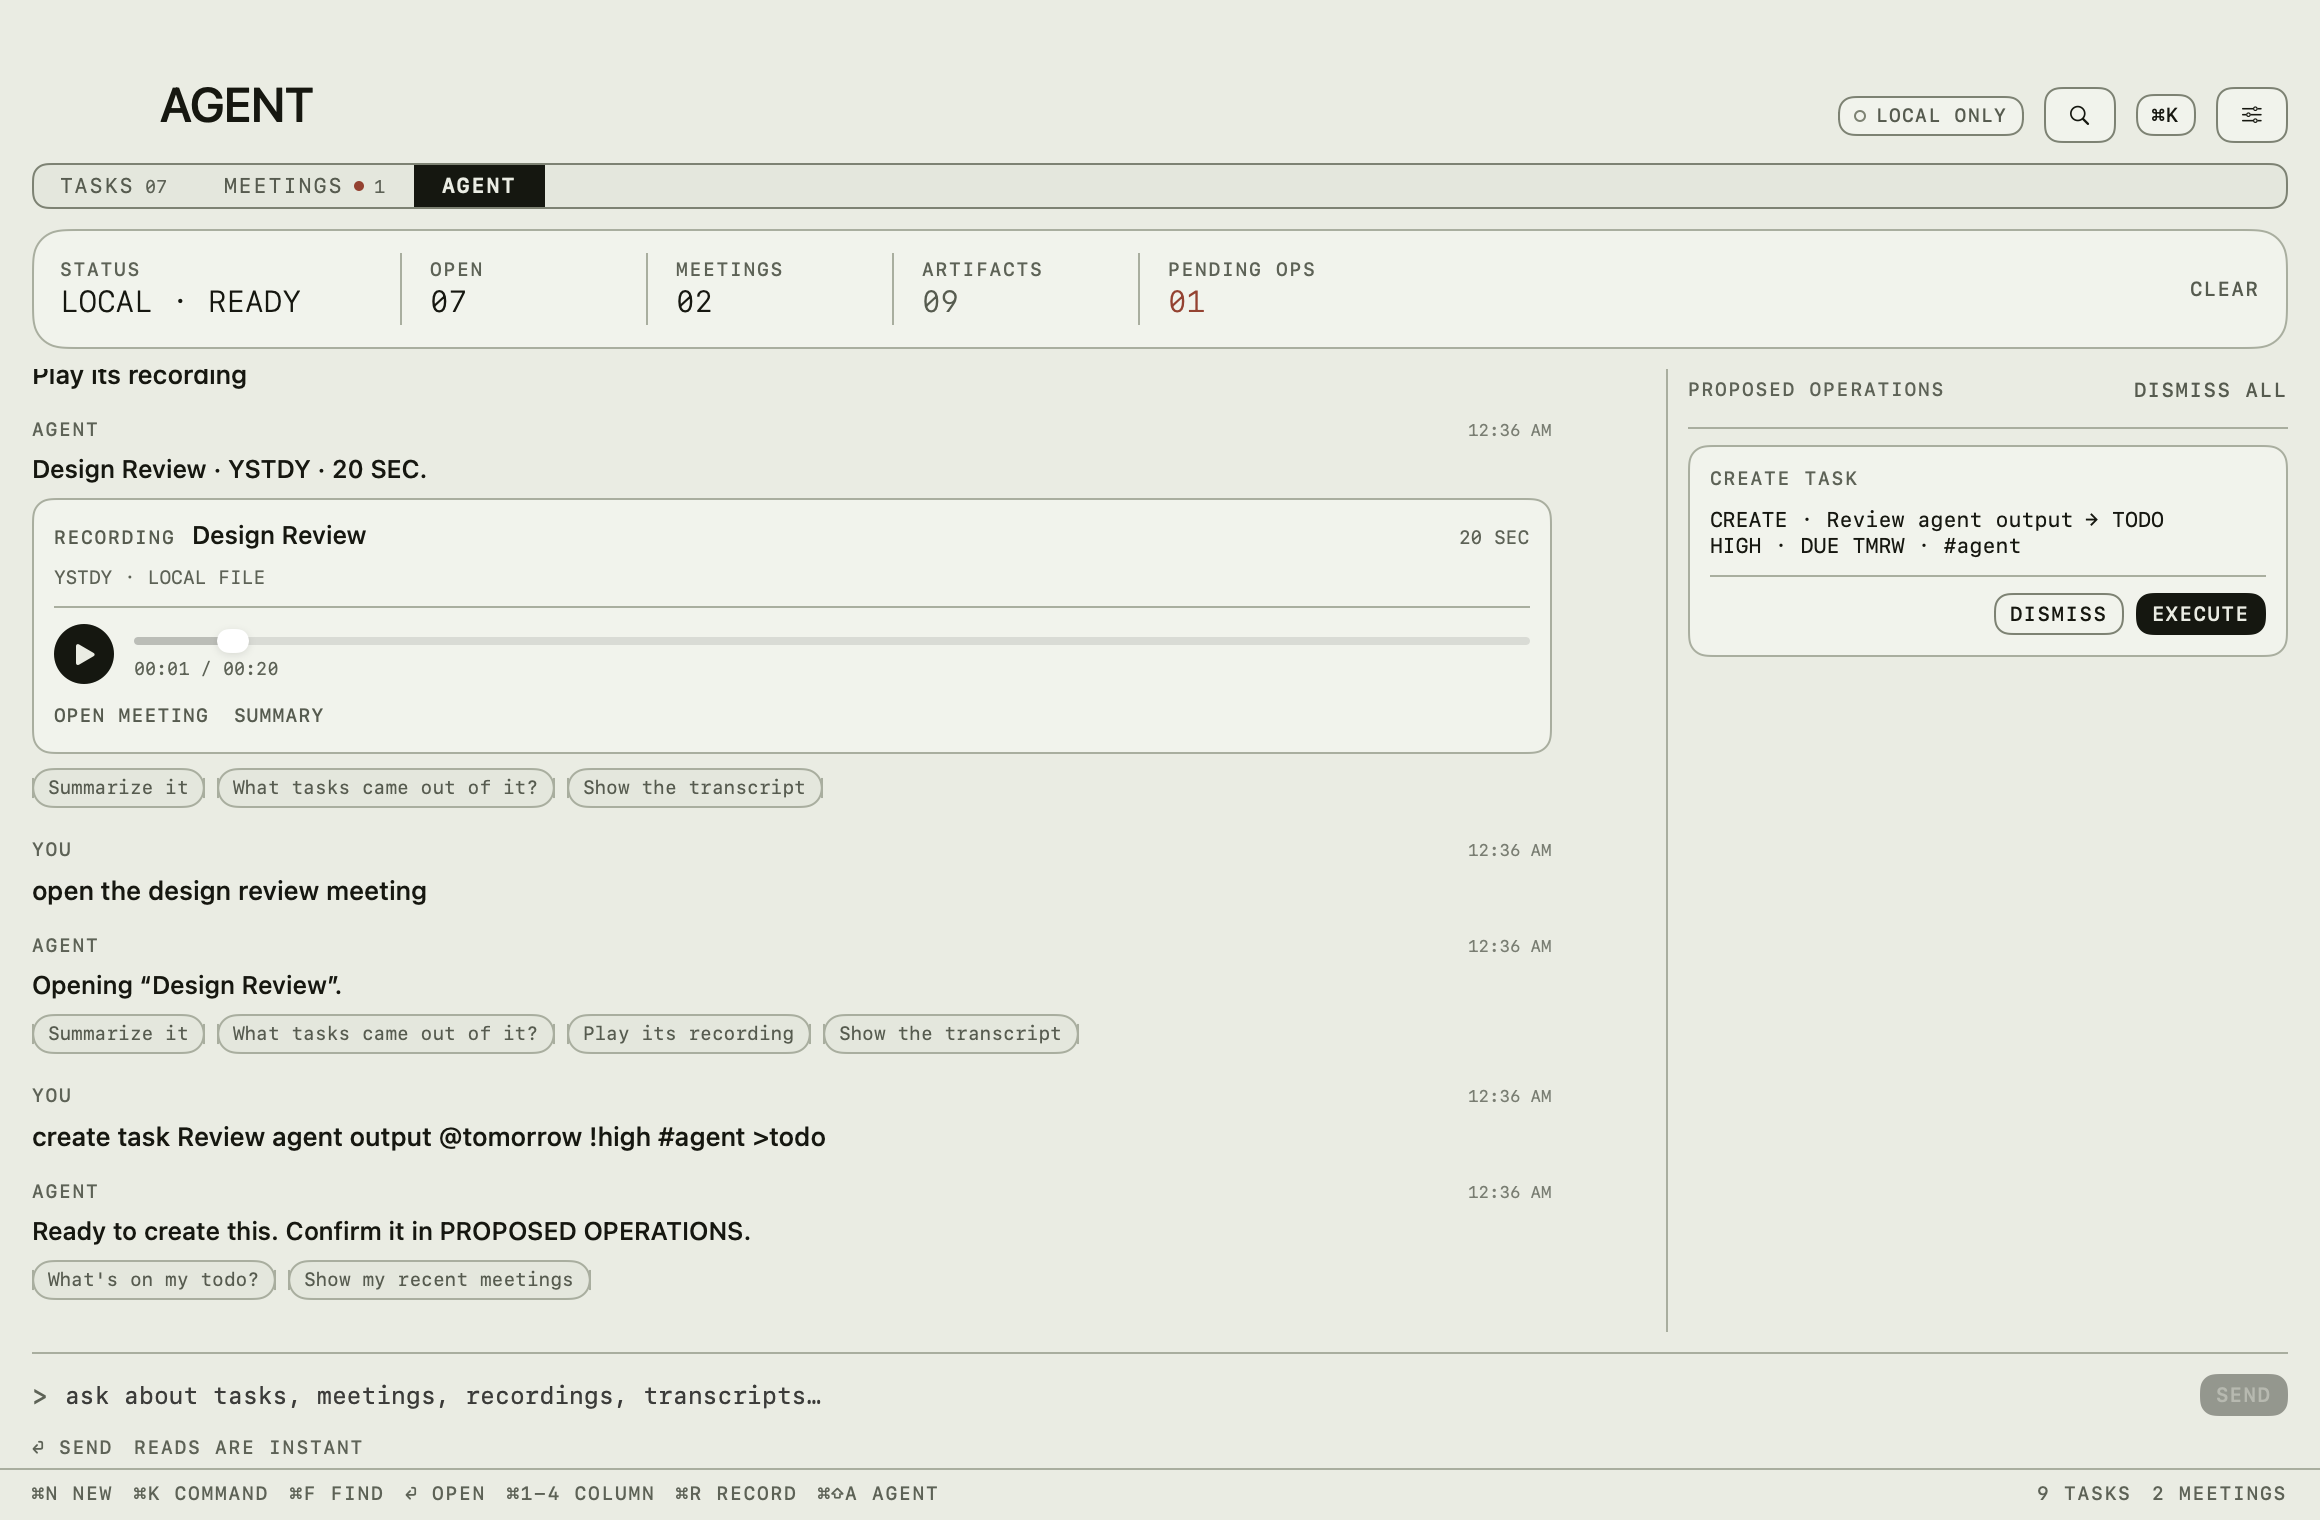 AGENT
LOCAL ONLY
⌘K
TASKS 07 MEETINGS 1 AGENT
STATUS OPEN MEETINGS ARTIFACTS PENDING OPS
LOCAL · READY 07 02 09 01
CLEAR
Play its recording
AGENT 12:36 AM
Design Review · YSTDY · 20 SEC.
RECORDING Design Review 20 SEC
YSTDY · LOCAL FILE
00:01 / 00:20
OPEN MEETING SUMMARY
Summarize it What tasks came out of it? Show the transcript
YOU 12:36 AM
open the design review meeting
AGENT 12:36 AM
Opening “Design Review”.
Summarize it What tasks came out of it? Play its recording Show the transcript
YOU 12:36 AM
create task Review agent output @tomorrow !high #agent >todo
AGENT 12:36 AM
Ready to create this. Confirm it in PROPOSED OPERATIONS.
What's on my todo? Show my recent meetings
PROPOSED OPERATIONS DISMISS ALL
CREATE TASK
CREATE · Review agent output → TODO
HIGH · DUE TMRW · #agent
DISMISS EXECUTE
> ask about tasks, meetings, recordings, transcripts…
SEND
⏎ SEND READS ARE INSTANT
⌘N NEW ⌘K COMMAND ⌘F FIND ⏎ OPEN ⌘1–4 COLUMN ⌘R RECORD ⌘⇧A AGENT
9 TASKS 2 MEETINGS